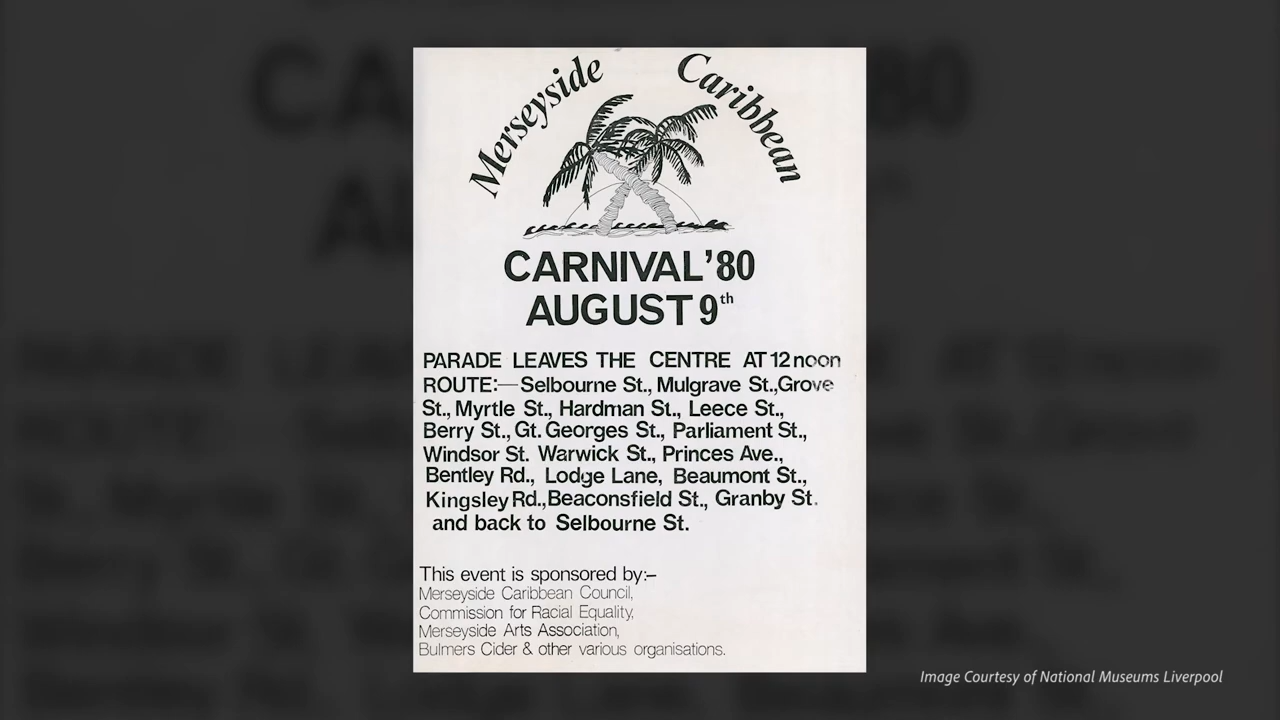 Merseyside Caribbean
CARNIVAL '80
AUGUST 9th
PARADE LEAVES THE CENTRE AT 12 noon
ROUTE:— Selbourne St., Mulgrave St., Grove
St., Myrtle St., Hardman St., Leece St.,
Berry St., Gt. Georges St., Parliament St.,
Windsor St. Warwick St., Princes Ave.,
Bentley Rd., Lodge Lane, Beaumont St.,
Kingsley Rd., Beaconsfield St., Granby St.
and back to Selbourne St.
This event is sponsored by:—
Merseyside Caribbean Council,
Commission for Racial Equality,
Merseyside Arts Association,
Bulmers Cider & other various organisations.
Image Courtesy of National Museums Liverpool